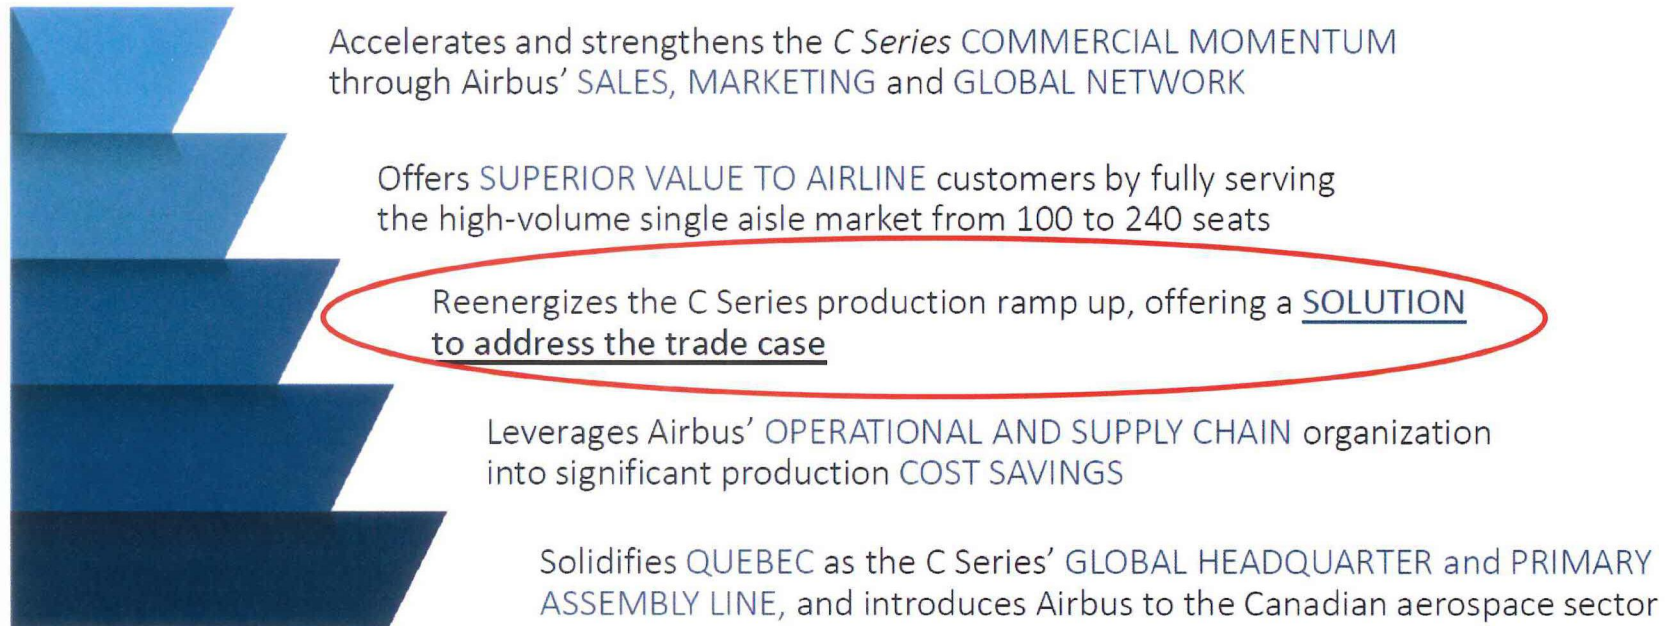 Accelerates and strengthens the C Series COMMERCIAL MOMENTUM
through Airbus’ SALES, MARKETING and GLOBAL NETWORK
Offers SUPERIOR VALUE TO AIRLINE customers by fully serving
the high-volume single aisle market from 100 to 240 seats
Reenergizes the C Series production ramp up, offering a SOLUTION
to address the trade case
Leverages Airbus’ OPERATIONAL AND SUPPLY CHAIN organization
into significant production COST SAVINGS
Solidifies QUEBEC as the C Series’ GLOBAL HEADQUARTER and PRIMARY
ASSEMBLY LINE, and introduces Airbus to the Canadian aerospace sector